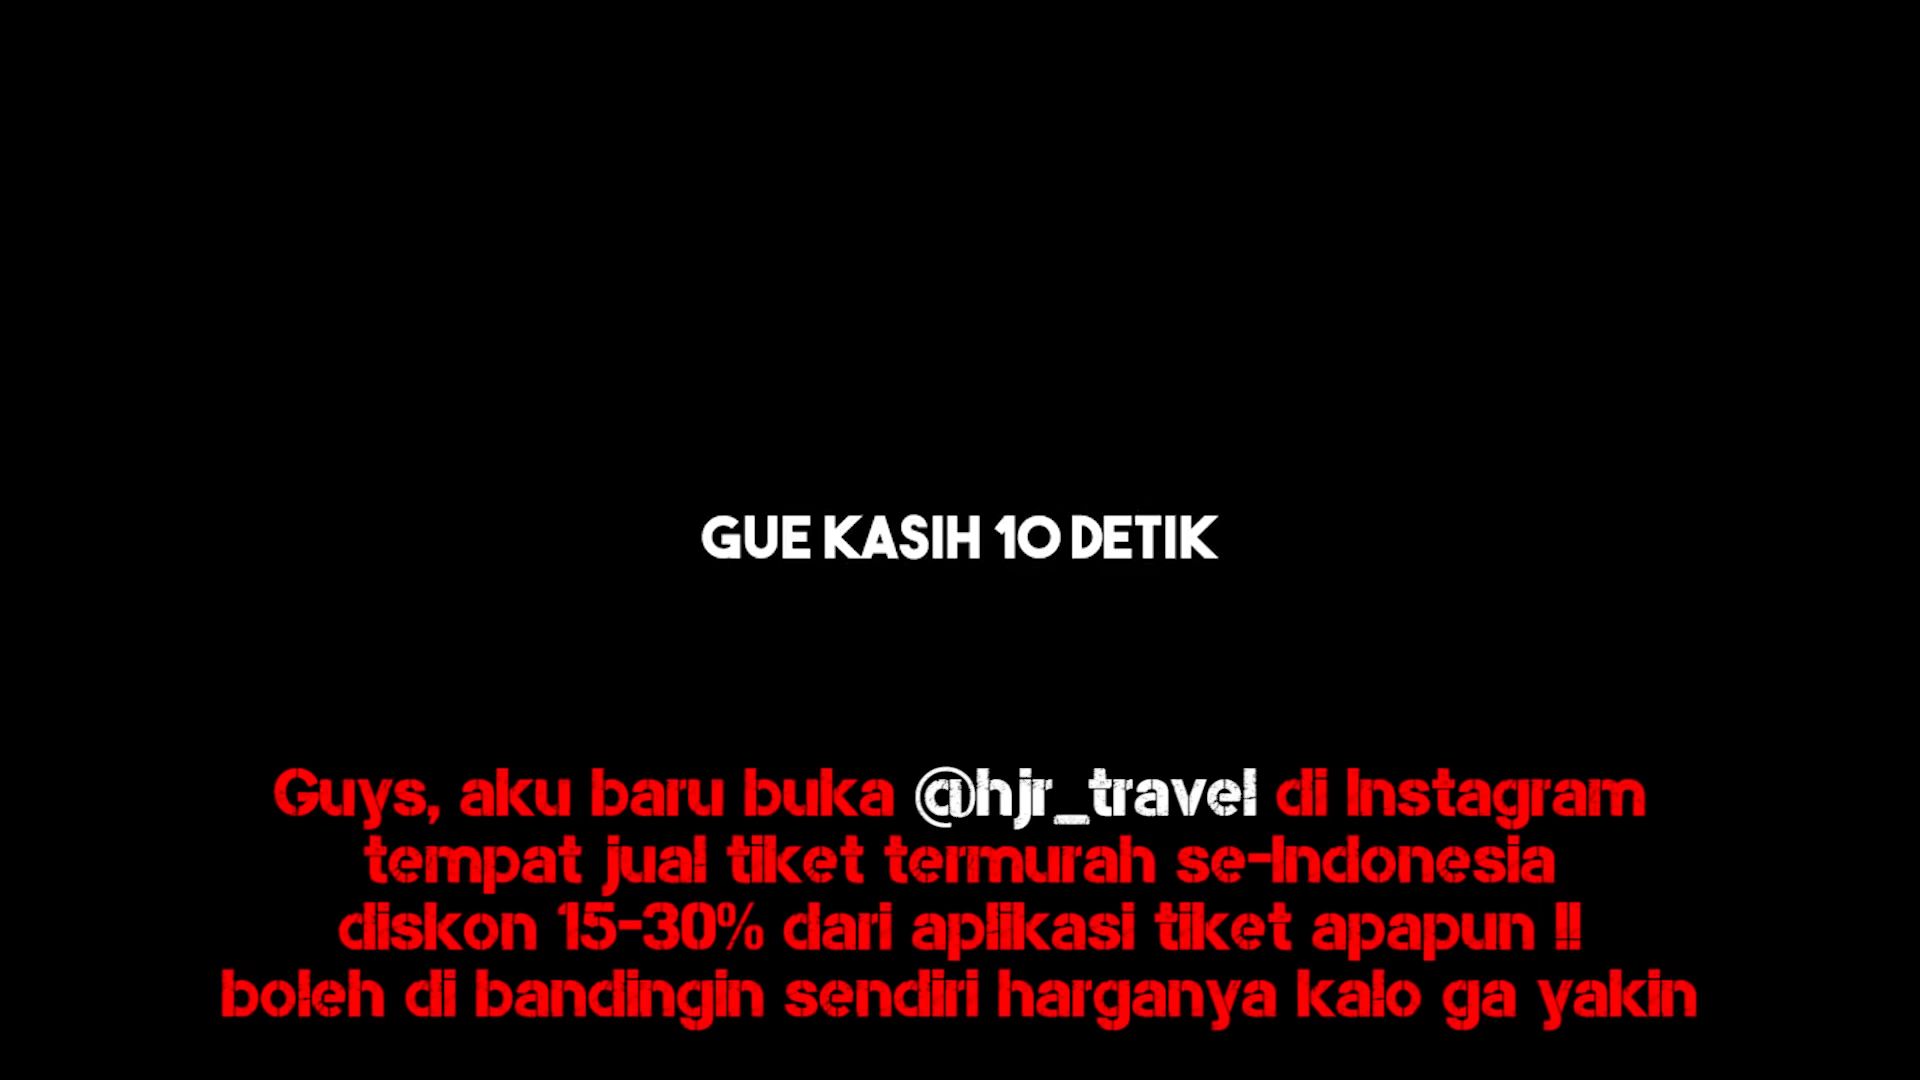 GUE KASIH 10 DETIK
Guys, aku baru buka @hjr_travel di Instagram
tempat jual tiket termurah se-Indonesia
diskon 15-30% dari aplikasi tiket apapun !!
boleh di bandingin sendiri harganya kalo ga yakin